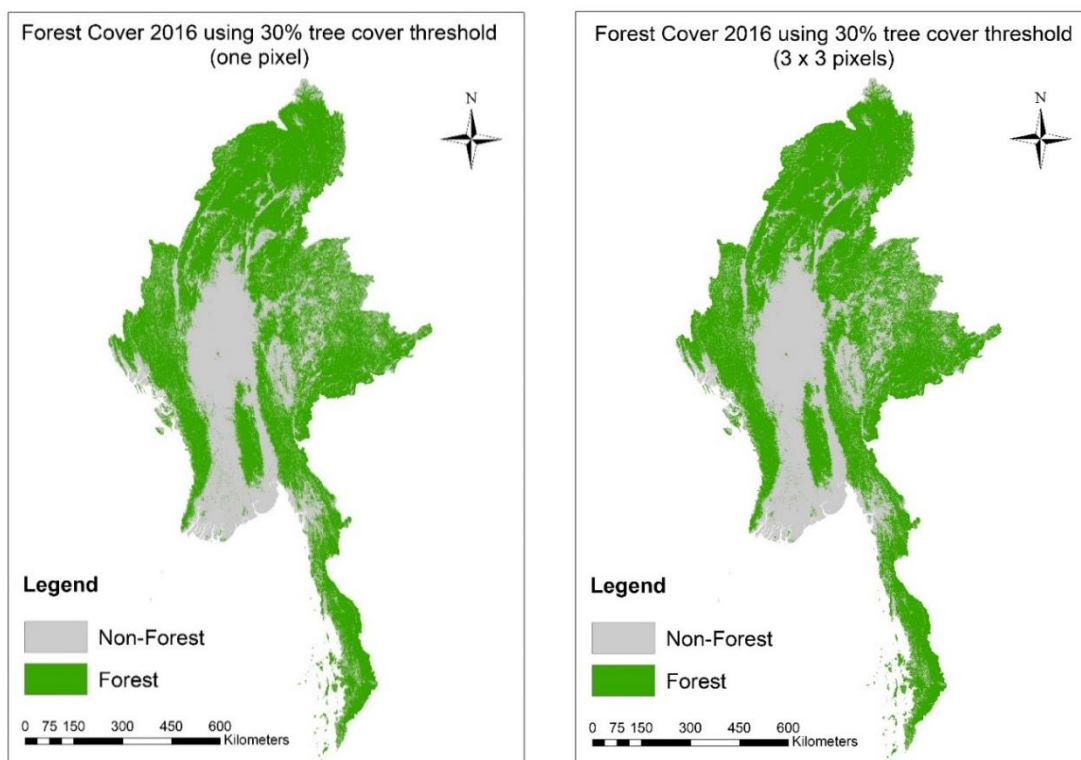 Forest Cover 2016 using 30% tree cover threshold
(one pixel)
N
Legend
Non-Forest
Forest
0 75 150 300 450 600
Kilometers
Forest Cover 2016 using 30% tree cover threshold
(3 x 3 pixels)
N
Legend
Non-Forest
Forest
0 75 150 300 450 600
Kilometers